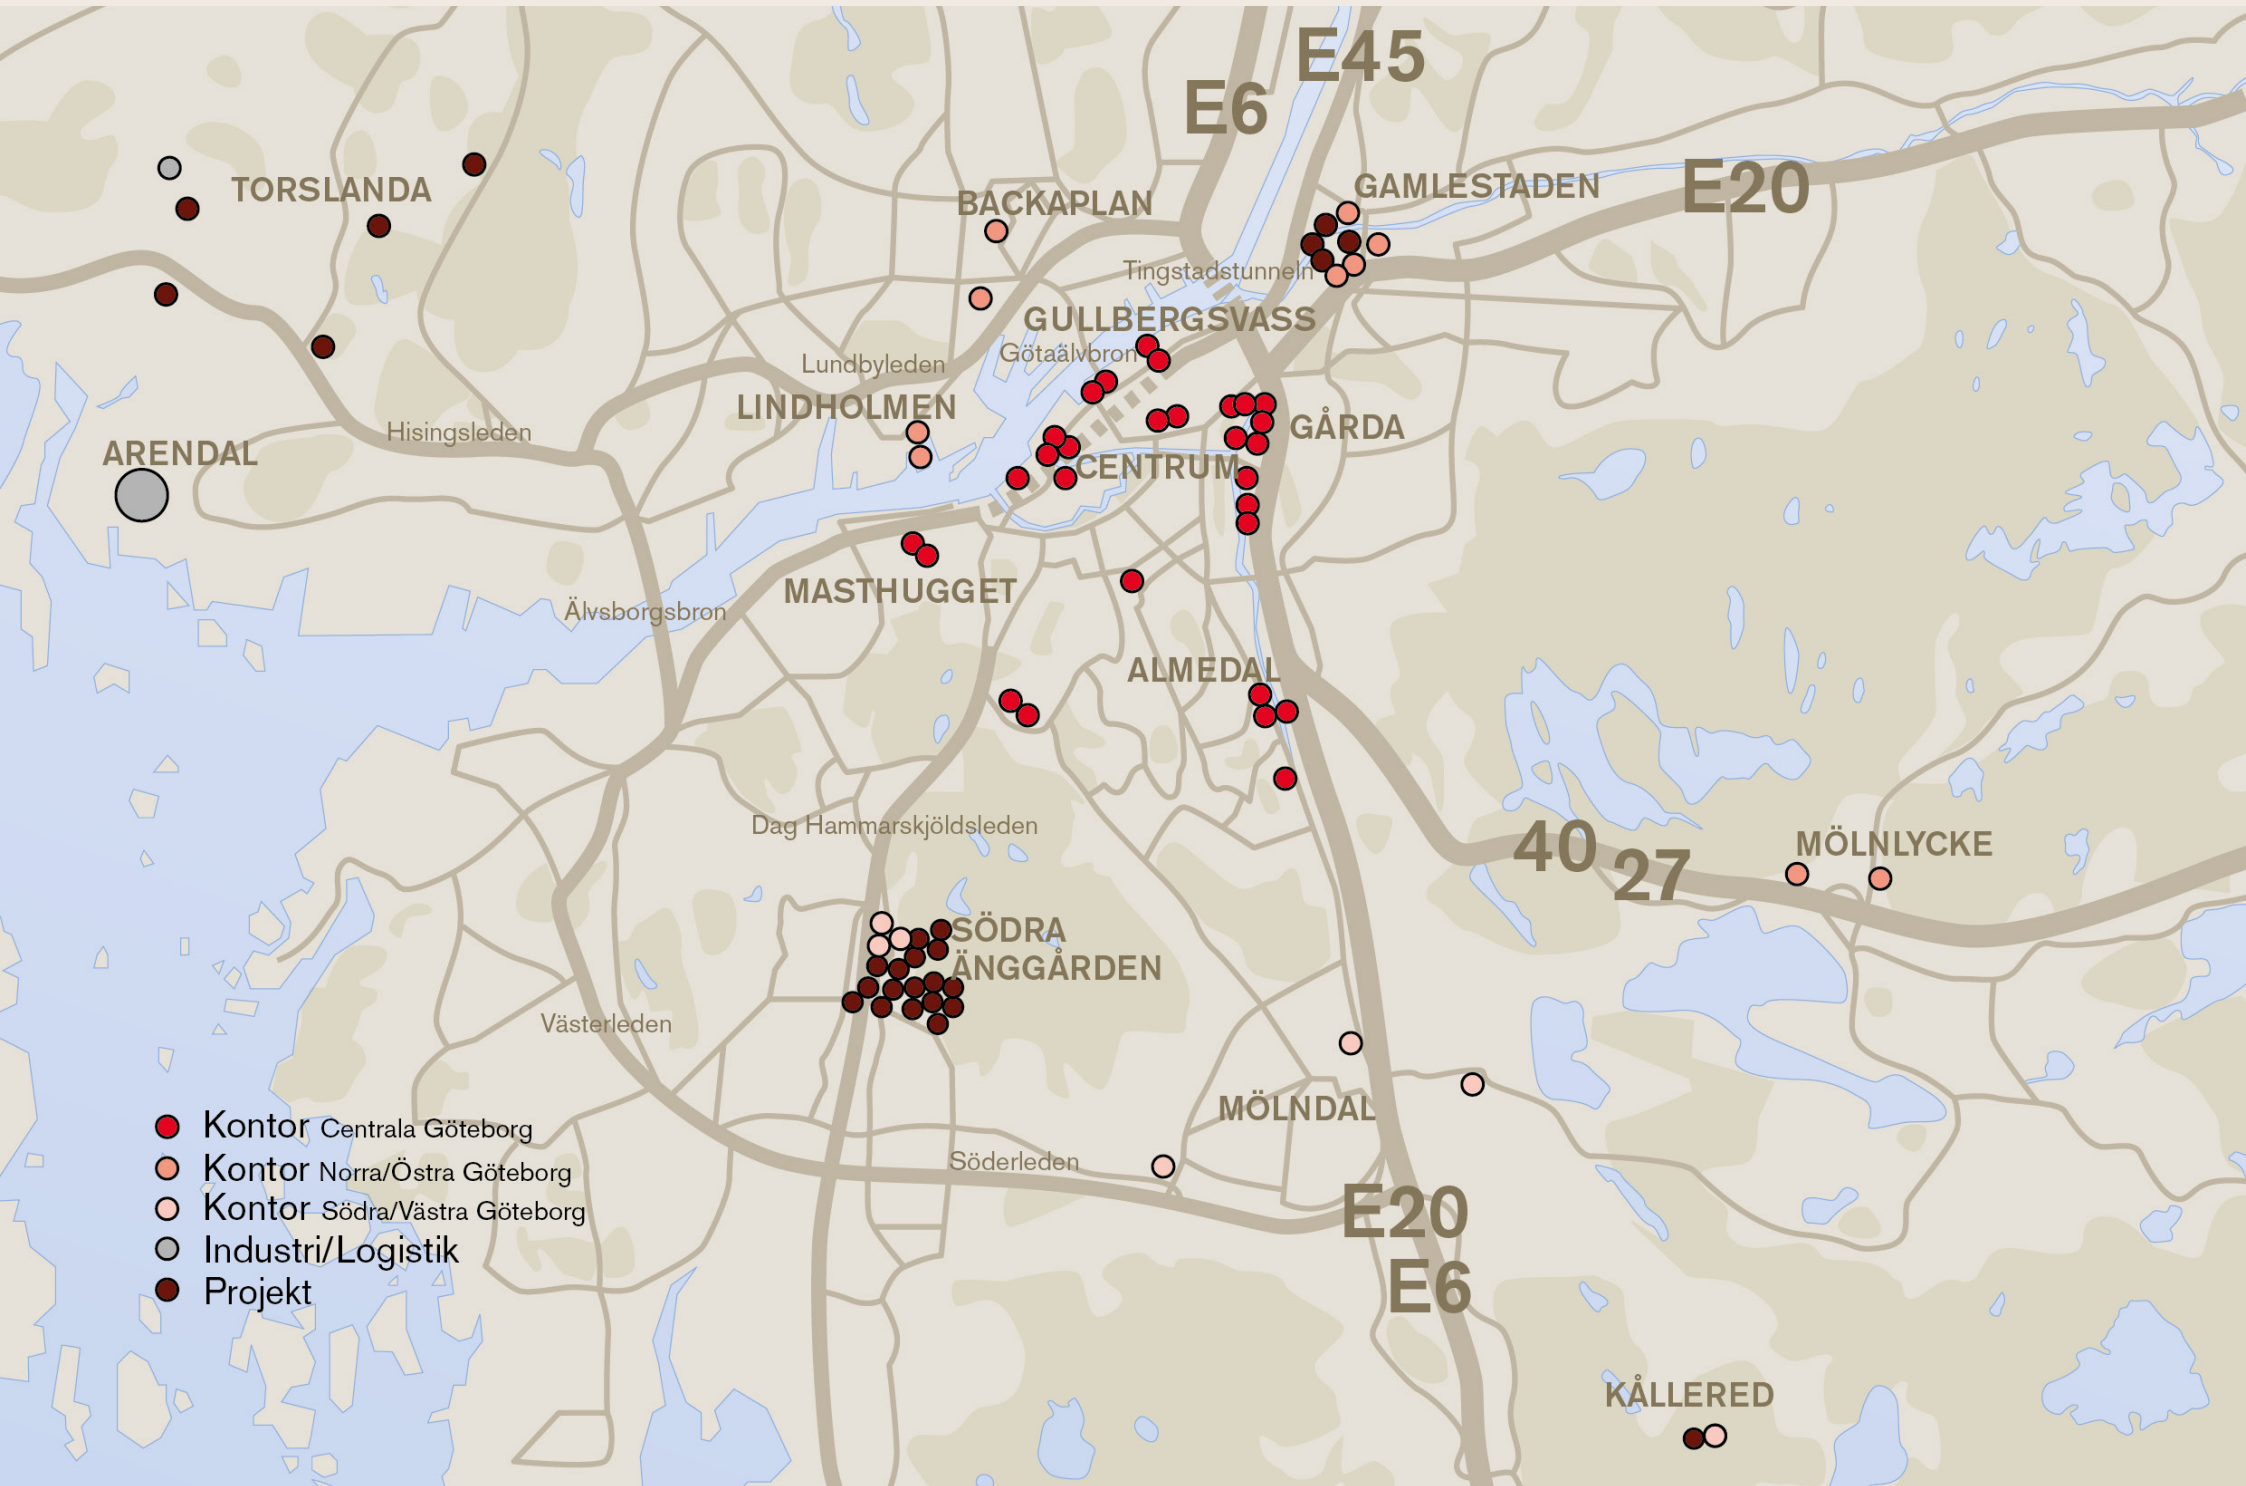 E45
E6
E20
TORSLANDA
BACKAPLAN
GAMLESTADEN
Tingstadstunneln
GULLBERGSVASS
Götaälvbron
Lundbyleden
LINDHOLMEN
Hisingsleden
GÅRDA
ARENDAL
CENTRUM
MASTHUGGET
Älvsborgsbron
ALMEDAL
Dag Hammarskjöldsleden
40
27
MÖLNLYCKE
SÖDRA
ÄNGGÅRDEN
Västerleden
MÖLNDAL
Söderleden
E20
E6
KÅLLERED
Kontor Centrala Göteborg
Kontor Norra/Östra Göteborg
Kontor Södra/Västra Göteborg
Industri/Logistik
Projekt